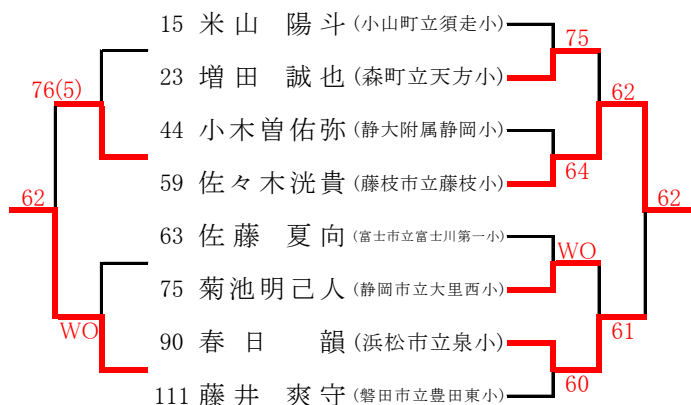 15 米山 陽斗 (小山町立須走小)
75
23 増田 誠也 (森町立天方小)
76(5)
62
44 小木曽佑弥 (静大附属静岡小)
64
59 佐々木洸貴 (藤枝市立藤枝小)
62
62
63 佐藤 夏向 (富士市立富士川第一小)
WO
75 菊池明己人 (静岡市立大里西小)
WO
61
90 春日 韻 (浜松市立泉小)
60
111 藤井 爽守 (磐田市立豊田東小)